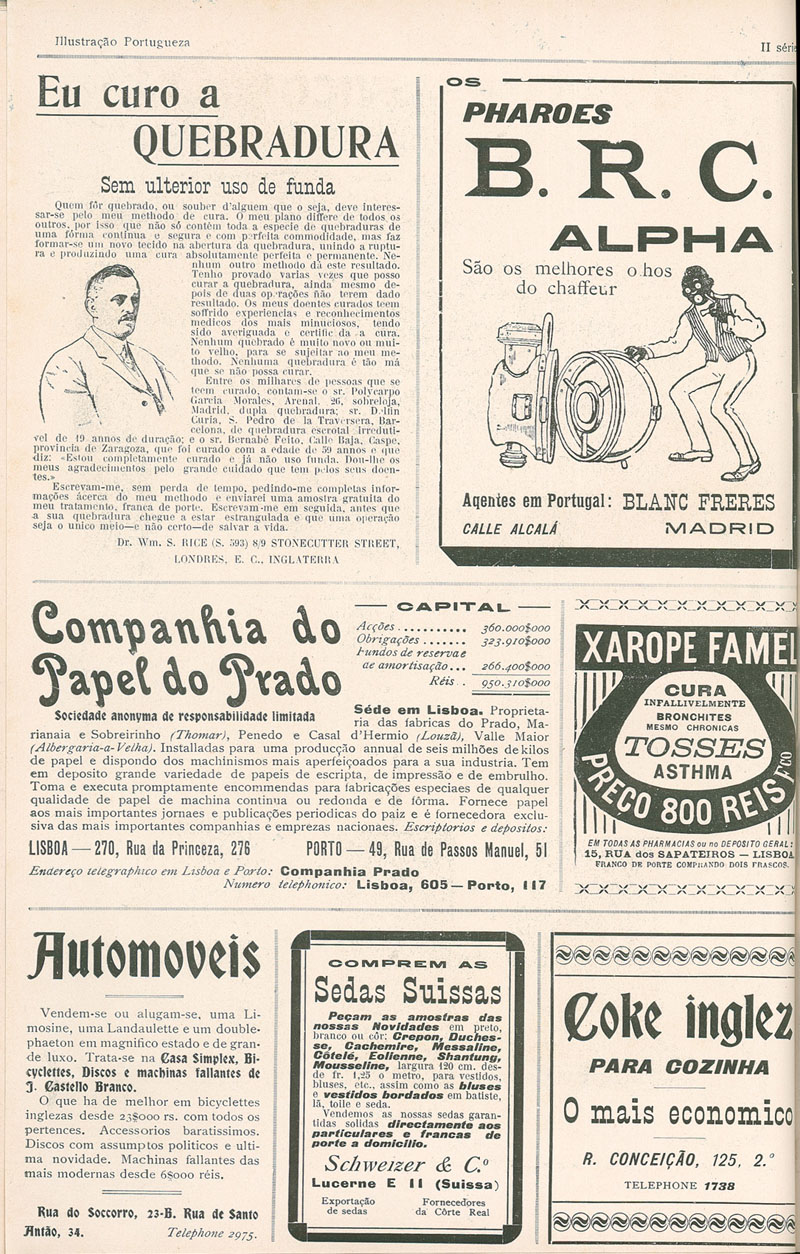 Illustração Portugueza
II série
Eu curo a
QUEBRADURA
Sem ulterior uso de funda
Quem fôr quebrado, ou souber d'alguem que o seja, deve interes-
sar-se pelo meu methodo de cura. O meu plano differe de todos os
outros, por isso que não só contém toda a especie de quebraduras de
uma fórma continua e segura e com perfeita commodidade, mas faz
formar-se um novo tecido na abertura da quebradura, unindo a ruptu-
ra e produzindo uma cura absolutamente perfeita e permanente. Ne-
nhum outro methodo dá este resultado.
Tenho provado varias vezes que posso
curar a quebradura, ainda mesmo de-
pois de duas op rações não terem dado
resultado. Os meus doentes curados teem
soffrido experiencias e reconhecimentos
medicos dos mais minuciosos, tendo
sido averiguada e certific da a cura.
Nenhum quebrado é muito novo ou mui-
to velho, para se sujeitar ao meu me-
thodo. Nenhuma quebradura é tão má
que se não possa curar.
Entre os milhares de pessoas que se
teem curado, contam-se o sr. Polycarpo
Garcia Morales, Arenal, 26, sobreloja,
Madrid, dupla quebradura; sr. D lfin
Curia, S. Pedro de la Traversera, Bar-
celona, de quebradura escrotal irreduti-
vel de 19 annos de duração; e o sr. Bernabé Feito, Calle Baja, Caspe,
provincia de Zaragoza, que foi curado com a edade de 59 annos e que
diz: «Estou completamente curado e já não uso funda. Dou-lhe os
meus agradecimentos pelo grande cuidado que tem pelos seus doen-
tes.»
Escrevam-me, sem perda de tempo, pedindo-me completas infor-
mações ácerca do meu methodo e enviarei uma amostra gratuita do
meu tratamento, franca de porte. Escrevam-me em seguida, antes que
a sua quebradura chegue a estar estrangulada e que uma operação
seja o unico meio—e não certo—de salvar a vida.
Dr. Wm. S. RICE (S. 593) 8/9 STONECUTTER STREET,
LONDRES, E. C., INGLATERRA
OS
PHAROES
B. R. C.
ALPHA
São os melhores o hos
do chaffeur
Agentes em Portugal: BLANC FRERES
CALLE ALCALÁ MADRID
Companhia do
Papel do Prado
CAPITAL
Acções .......... 360.000$000
Obrigações ....... 323.910$000
Fundos de reserva e
de amortisação... 266.400$000
Réis .. 950.310$000
Sociedade anonyma de responsabilidade limitada
Séde em Lisboa. Proprieta-
ria das fabricas do Prado, Ma-
rianaia e Sobreirinho (Thomar), Penedo e Casal d'Hermio (Louzã), Valle Maior
(Albergaria-a-Velha). Installadas para uma producção annual de seis milhões de kilos
de papel e dispondo dos machinismos mais aperfeiçoados para a sua industria. Tem
em deposito grande variedade de papeis de escripta, de impressão e de embrulho.
Toma e executa promptamente encommendas para fabricações especiaes de qualquer
qualidade de papel de machina continua ou redonda e de fôrma. Fornece papel
aos mais importantes jornaes e publicações periodicas do paiz e é fornecedora exclu-
siva das mais importantes companhias e emprezas nacionaes. Escriptorios e depositos:
LISBOA — 270, Rua da Princeza, 276 PORTO — 49, Rua de Passos Manuel, 51
Endereço telegraphico em Lisboa e Porto: Companhia Prado
Numero telephonico: Lisboa, 605 — Porto, 117
XAROPE FAMEL
CURA
INFALLIVELMENTE
BRONCHITES
MESMO CHRONICAS
TOSSES
ASTHMA
PREÇO 800 REIS Fco
EM TODAS AS PHARMACIAS ou no DEPOSITO GERAL:
15, RUA dos SAPATEIROS — LISBOA
FRANCO DE PORTE COMPRANDO DOIS FRASCOS.
Automoveis
Vendem-se ou alugam-se, uma Li-
mosine, uma Landaulette e um double-
phaeton em magnifico estado e de gran-
de luxo. Trata-se na Casa Simplex, Bi-
cyclettes, Discos e machinas fallantes de
J. Castello Branco.
O que ha de melhor em bicyclettes
inglezas desde 23$000 rs. com todos os
pertences. Accessorios baratissimos.
Discos com assumptos politicos e ulti-
ma novidade. Machinas fallantes das
mais modernas desde 6$000 réis.
Rua do Soccorro, 23-B. Rua de Santo
Antão, 34. Telephone 2975.
COMPREM AS
Sedas Suissas
Peçam as amostras das
nossas Novidades em preto,
branco ou côr: Crepon, Duches-
se, Cachemire, Messaline,
Côtelé, Eolienne, Shantung,
Mousseline, largura 120 cm. des-
de fr. 1,25 o metro, para vestidos,
bluses, etc., assim como as bluses
e vestidos bordados em batiste,
lã, toile e seda.
Vendemos as nossas sedas garan-
tidas solidas directamente aos
particulares e francas de
porte a domicilio.
Schweizer & C.º
Lucerne E 11 (Suissa)
Exportação
de sedas
Fornecedores
da Côrte Real
Coke inglez
PARA COZINHA
O mais economico
R. CONCEIÇÃO, 125, 2.º
TELEPHONE 1738